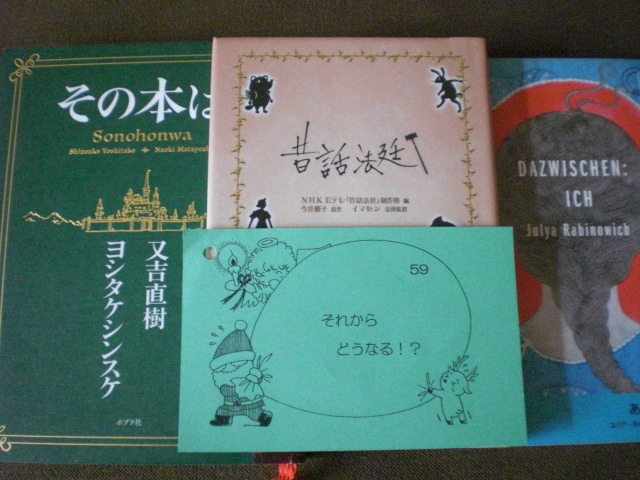 その本は
Sonohonwa
Shinsuke Yoshitake Naoki Matayoshi
又吉直樹
ヨシタケシンスケ
ポプラ社
昔話法廷
NHK Eテレ「昔話法廷」制作班 編
今井雅子 原作 イマセン 法律監修
DAZWISCHEN:
ICH
Julya Rabinowich
あ
59
それから
どうなる!?